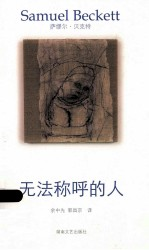 Samuel Beckett
萨缪尔·贝克特
无法称呼的人
余中先 郭昌京 译
湖南文艺出版社